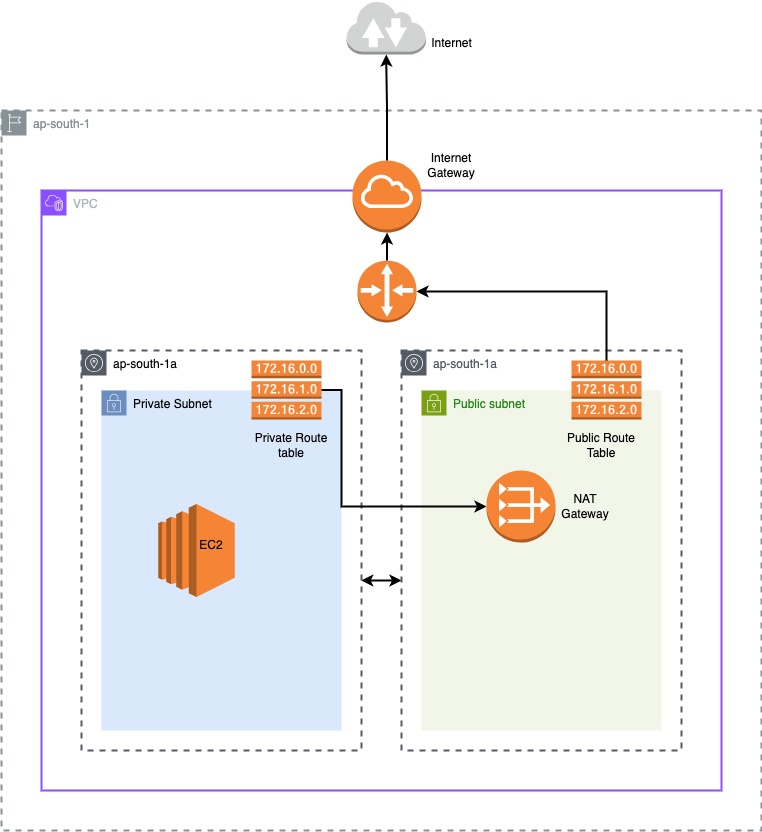 Internet
ap-south-1
Internet
Gateway
VPC
ap-south-1a
172.16.0.0
172.16.1.0
172.16.2.0
Private Subnet
Private Route
table
EC2
ap-south-1a
172.16.0.0
172.16.1.0
172.16.2.0
Public subnet
Public Route
Table
NAT
Gateway